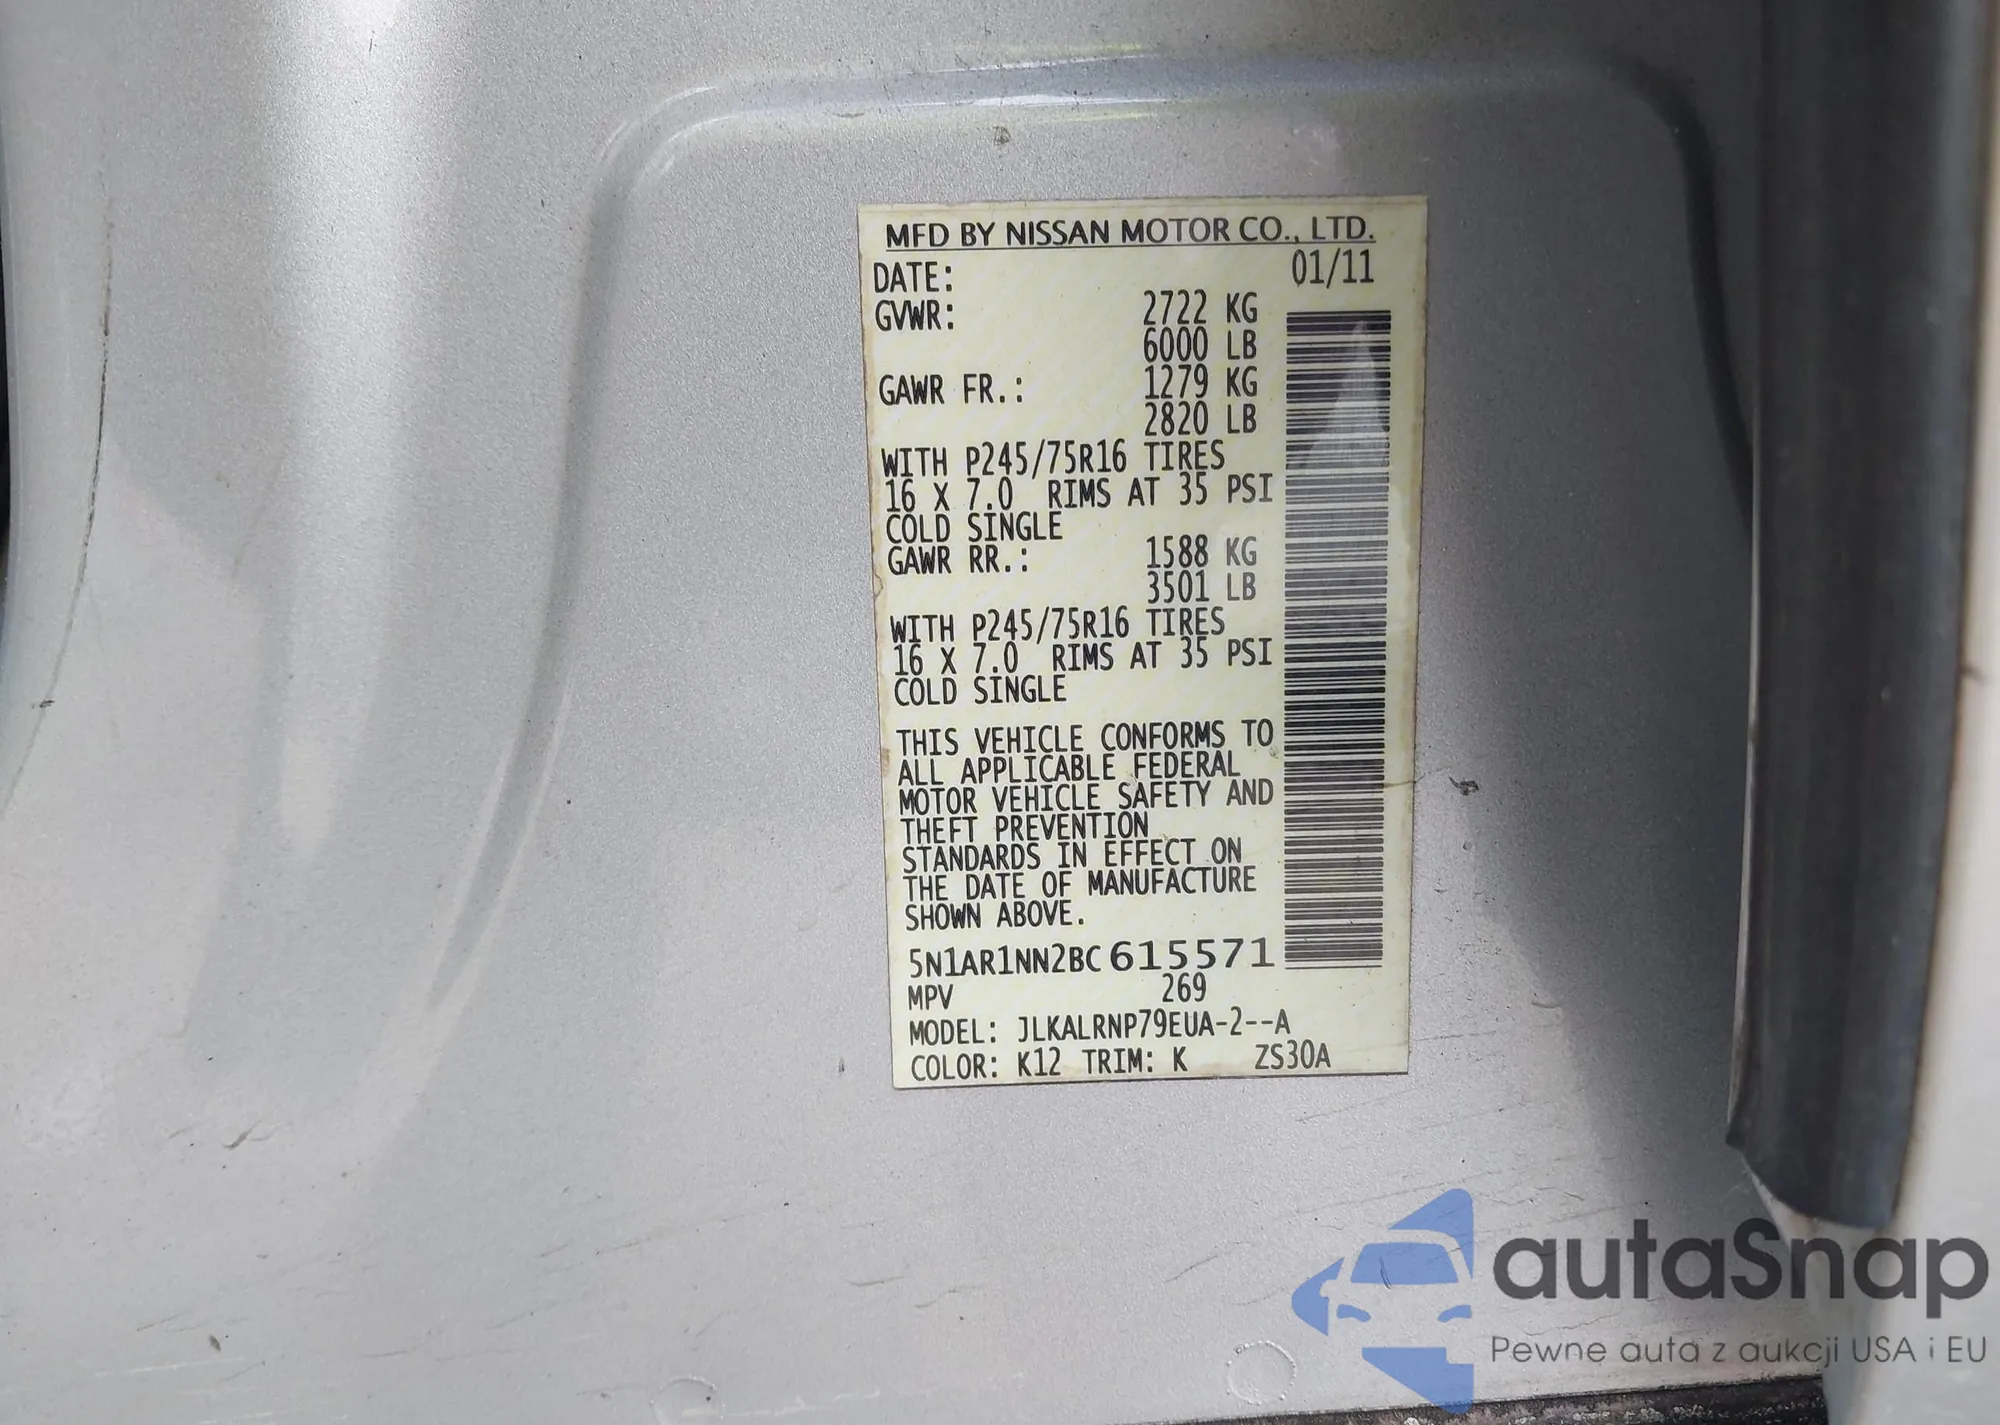 MFD BY NISSAN MOTOR CO., LTD.
DATE: 01/11
GVWR: 2722 KG
6000 LB
GAWR FR.: 1279 KG
2820 LB
WITH P245/75R16 TIRES
16 X 7.0 RIMS AT 35 PSI
COLD SINGLE
GAWR RR.: 1588 KG
3501 LB
WITH P245/75R16 TIRES
16 X 7.0 RIMS AT 35 PSI
COLD SINGLE
THIS VEHICLE CONFORMS TO
ALL APPLICABLE FEDERAL
MOTOR VEHICLE SAFETY AND
THEFT PREVENTION
STANDARDS IN EFFECT ON
THE DATE OF MANUFACTURE
SHOWN ABOVE.
5N1AR1NN2BC615571
MPV 269
MODEL: JLKALRNP79EUA-2--A
COLOR: K12 TRIM: K ZS30A
autaSnap
Pewne auta z aukcji USA i EU